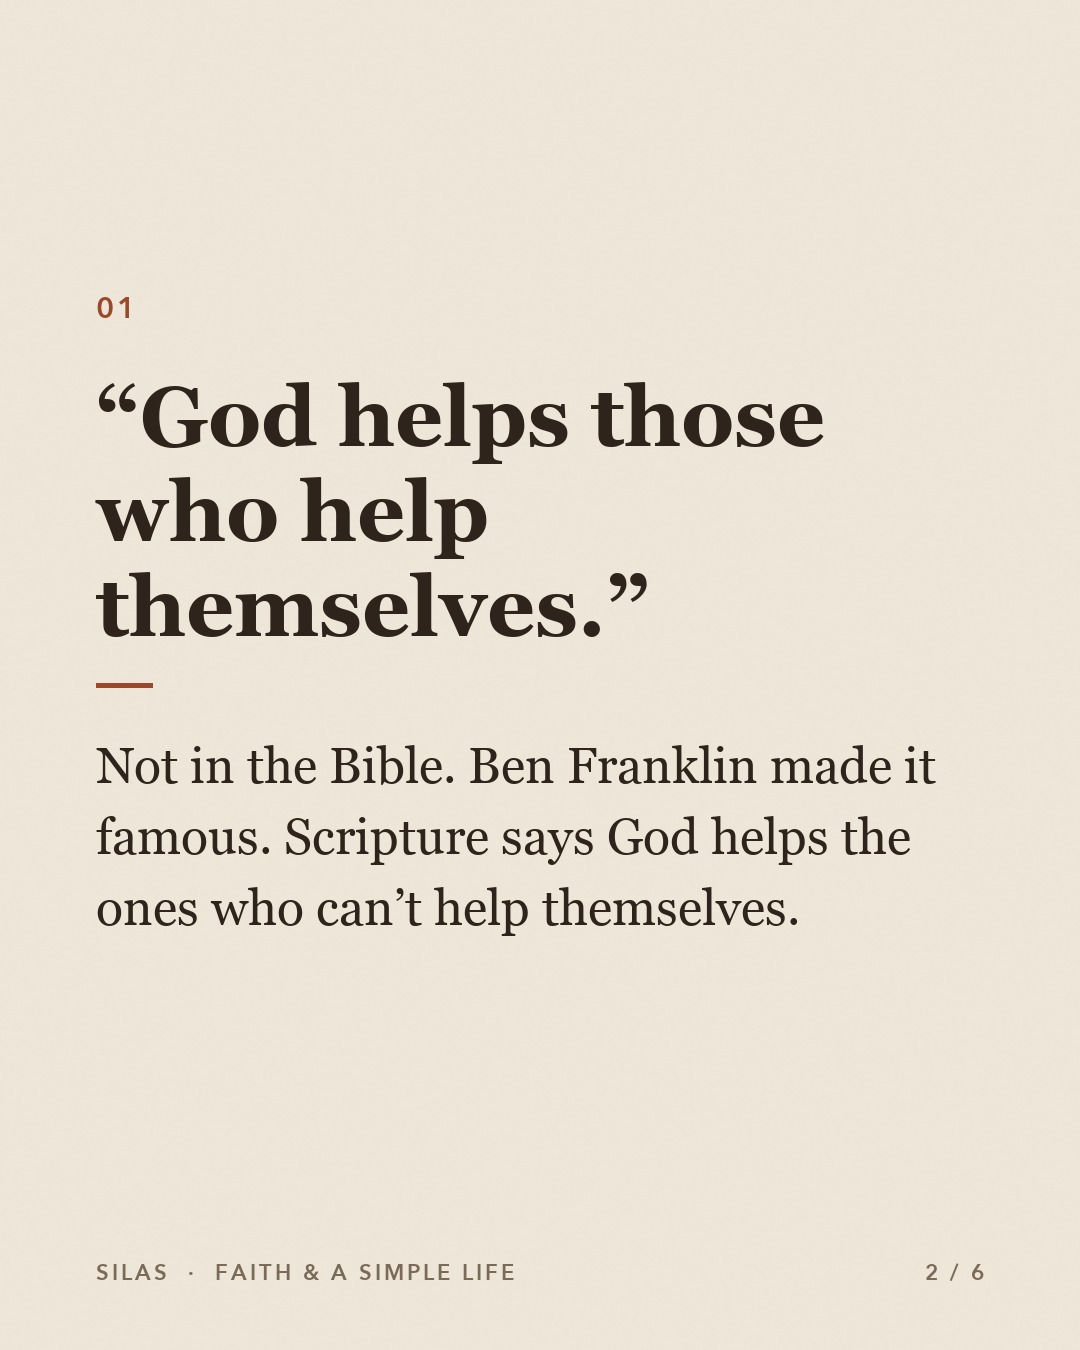 01
“God helps those
who help
themselves.”
Not in the Bible. Ben Franklin made it
famous. Scripture says God helps the
ones who can’t help themselves.
SILAS · FAITH & A SIMPLE LIFE
2 / 6